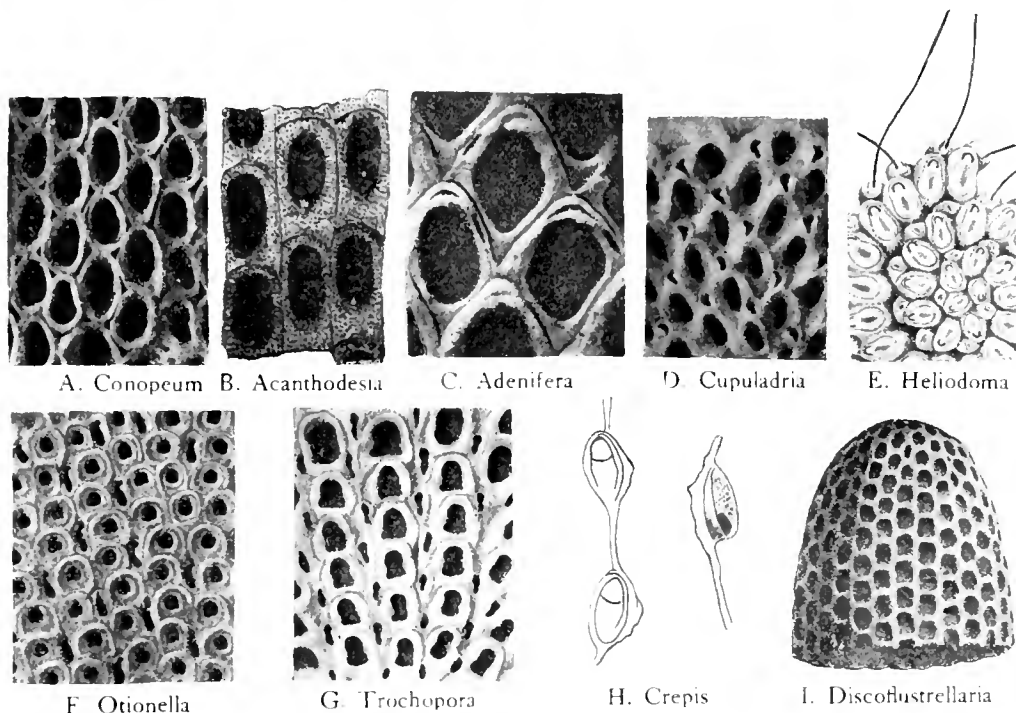 A. Conopeum B. Acanthodesia C. Adenifera D. Cupuladria E. Heliodoma
F. Otionella G. Trochopora H. Crepis I. Discoflustrellaria